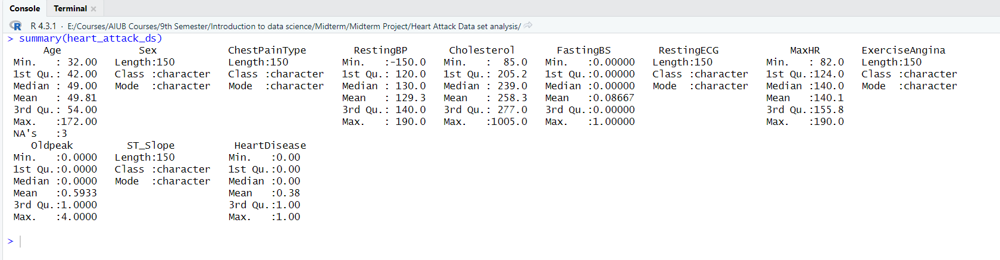 Console Terminal
R 4.3.1 · E:/Courses/AIUB Courses/9th Semester/Introduction to data science/Midterm/Midterm Project/Heart Attack Data set analysis/
> summary(heart_attack_ds)
Age Sex ChestPainType RestingBP Cholesterol FastingBS RestingECG MaxHR ExerciseAngina
Min. : 32.00 Length:150 Length:150 Min. :-150.0 Min. : 85.0 Min. :0.00000 Length:150 Min. : 82.0 Length:150
1st Qu.: 42.00 Class :character Class :character 1st Qu.: 120.0 1st Qu.: 205.2 1st Qu.:0.00000 Class :character 1st Qu.:124.0 Class :character
Median : 49.00 Mode :character Mode :character Median : 130.0 Median : 239.0 Median :0.00000 Mode :character Median :140.0 Mode :character
Mean : 49.81 Mean : 129.3 Mean : 258.3 Mean :0.08667 Mean :140.1
3rd Qu.: 54.00 3rd Qu.: 140.0 3rd Qu.: 277.0 3rd Qu.:0.00000 3rd Qu.:155.8
Max. :172.00 Max. : 190.0 Max. :1005.0 Max. :1.00000 Max. :190.0
NA's :3
Oldpeak ST_Slope HeartDisease
Min. :0.0000 Length:150 Min. :0.00
1st Qu.:0.0000 Class :character 1st Qu.:0.00
Median :0.0000 Mode :character Median :0.00
Mean :0.5933 Mean :0.38
3rd Qu.:1.0000 3rd Qu.:1.00
Max. :4.0000 Max. :1.00
>